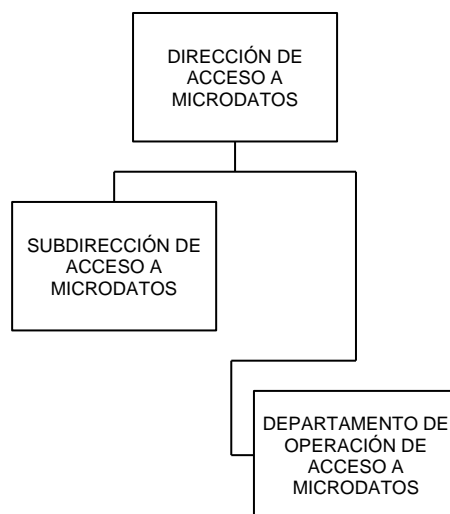 DIRECCIÓN DE
ACCESO A
MICRODATOS
SUBDIRECCIÓN DE
ACCESO A
MICRODATOS
DEPARTAMENTO DE
OPERACIÓN DE
ACCESO A
MICRODATOS